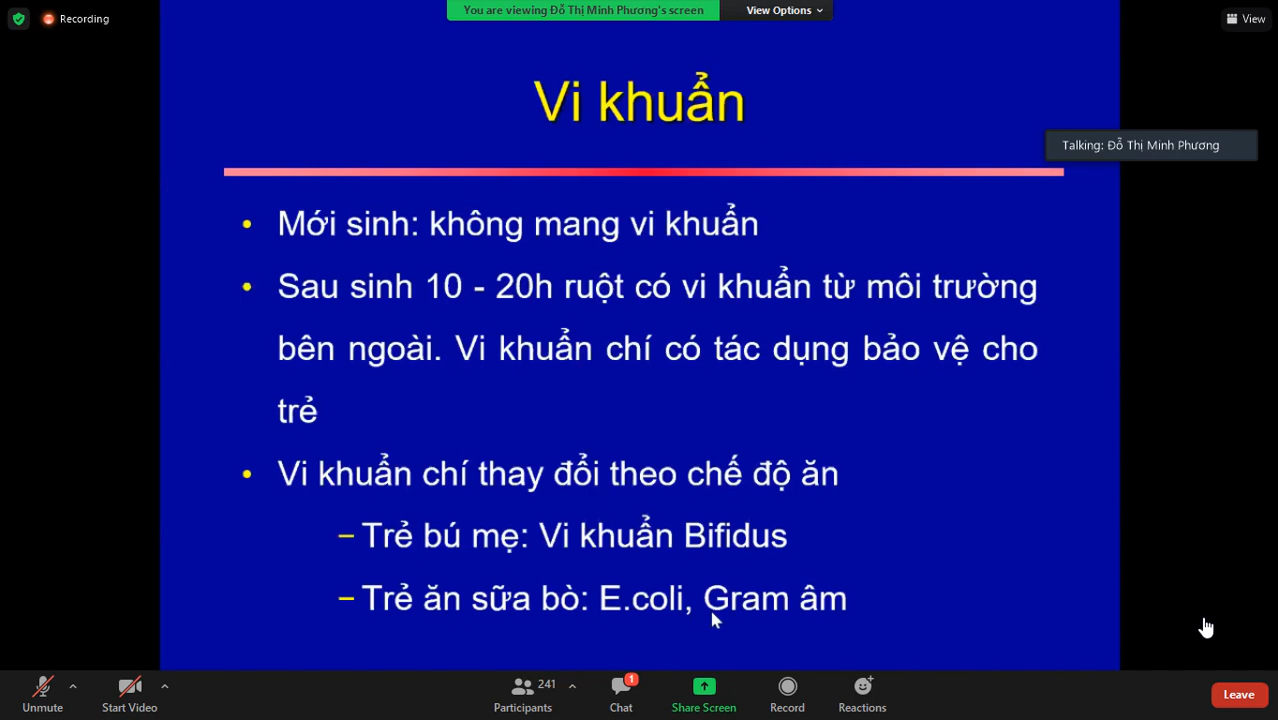 Recording
You are viewing Đỗ Thị Minh Phương's screen
View Options
View
Vi khuẩn
Talking: Đỗ Thị Minh Phương
• Mới sinh: không mang vi khuẩn
• Sau sinh 10 - 20h ruột có vi khuẩn từ môi trường
bên ngoài. Vi khuẩn chí có tác dụng bảo vệ cho
trẻ
• Vi khuẩn chí thay đổi theo chế độ ăn
– Trẻ bú mẹ: Vi khuẩn Bifidus
– Trẻ ăn sữa bò: E.coli, Gram âm
Unmute
Start Video
241
Participants
1
Chat
Share Screen
Record
Reactions
Leave